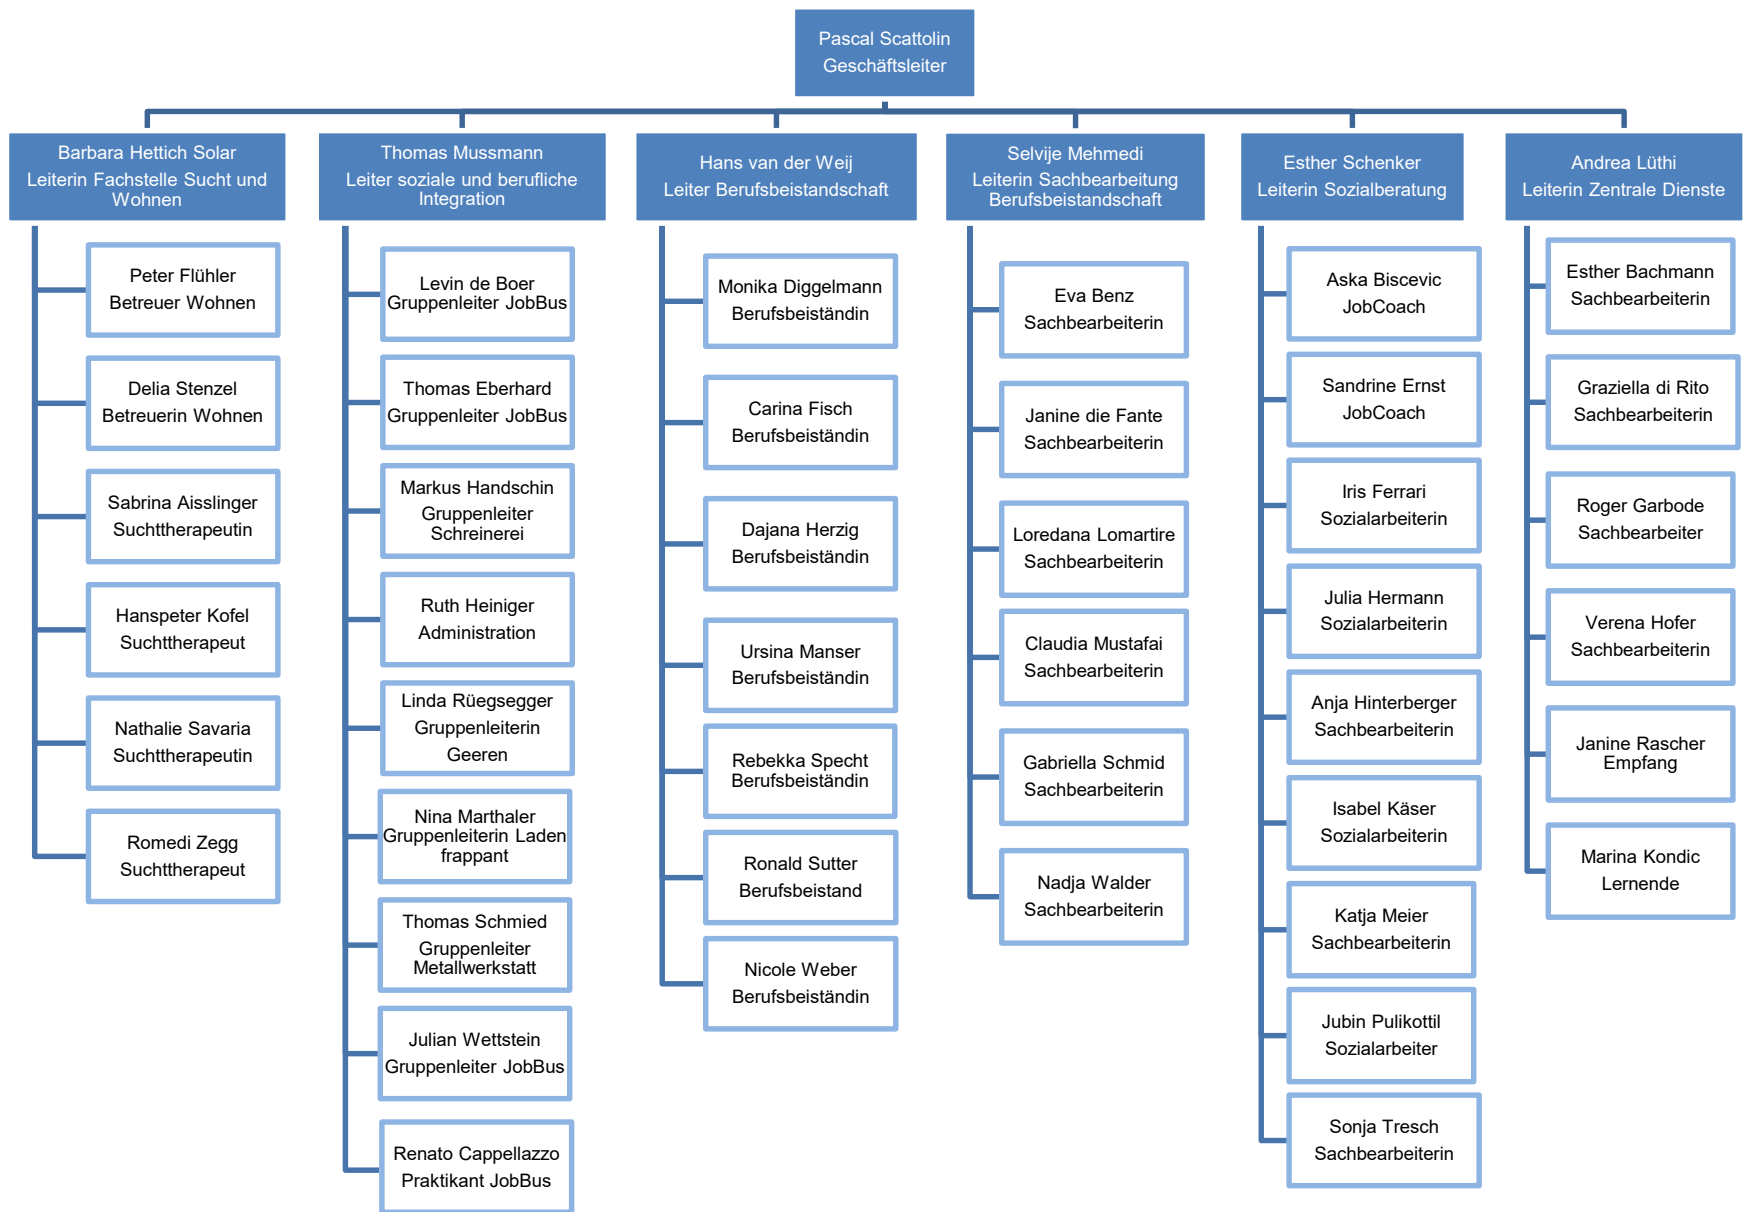 Pascal Scattolin
Geschäftsleiter
Barbara Hettich Solar
Leiterin Fachstelle Sucht und
Wohnen
Peter Flühler
Betreuer Wohnen
Delia Stenzel
Betreuerin Wohnen
Sabrina Aisslinger
Suchttherapeutin
Hanspeter Kofel
Suchttherapeut
Nathalie Savaria
Suchttherapeutin
Romedi Zegg
Suchttherapeut
Thomas Mussmann
Leiter soziale und berufliche
Integration
Levin de Boer
Gruppenleiter JobBus
Thomas Eberhard
Gruppenleiter JobBus
Markus Handschin
Gruppenleiter
Schreinerei
Ruth Heiniger
Administration
Linda Rüegsegger
Gruppenleiterin
Geeren
Nina Marthaler
Gruppenleiterin Laden
frappant
Thomas Schmied
Gruppenleiter
Metallwerkstatt
Julian Wettstein
Gruppenleiter JobBus
Renato Cappellazzo
Praktikant JobBus
Hans van der Weij
Leiter Berufsbeistandschaft
Monika Diggelmann
Berufsbeiständin
Carina Fisch
Berufsbeiständin
Dajana Herzig
Berufsbeiständin
Ursina Manser
Berufsbeiständin
Rebekka Specht
Berufsbeiständin
Ronald Sutter
Berufsbeistand
Nicole Weber
Berufsbeiständin
Selvije Mehmedi
Leiterin Sachbearbeitung
Berufsbeistandschaft
Eva Benz
Sachbearbeiterin
Janine die Fante
Sachbearbeiterin
Loredana Lomartire
Sachbearbeiterin
Claudia Mustafai
Sachbearbeiterin
Gabriella Schmid
Sachbearbeiterin
Nadja Walder
Sachbearbeiterin
Esther Schenker
Leiterin Sozialberatung
Aska Biscevic
JobCoach
Sandrine Ernst
JobCoach
Iris Ferrari
Sozialarbeiterin
Julia Hermann
Sozialarbeiterin
Anja Hinterberger
Sachbearbeiterin
Isabel Käser
Sozialarbeiterin
Katja Meier
Sachbearbeiterin
Jubin Pulikottil
Sozialarbeiter
Sonja Tresch
Sachbearbeiterin
Andrea Lüthi
Leiterin Zentrale Dienste
Esther Bachmann
Sachbearbeiterin
Graziella di Rito
Sachbearbeiterin
Roger Garbode
Sachbearbeiter
Verena Hofer
Sachbearbeiterin
Janine Rascher
Empfang
Marina Kondic
Lernende